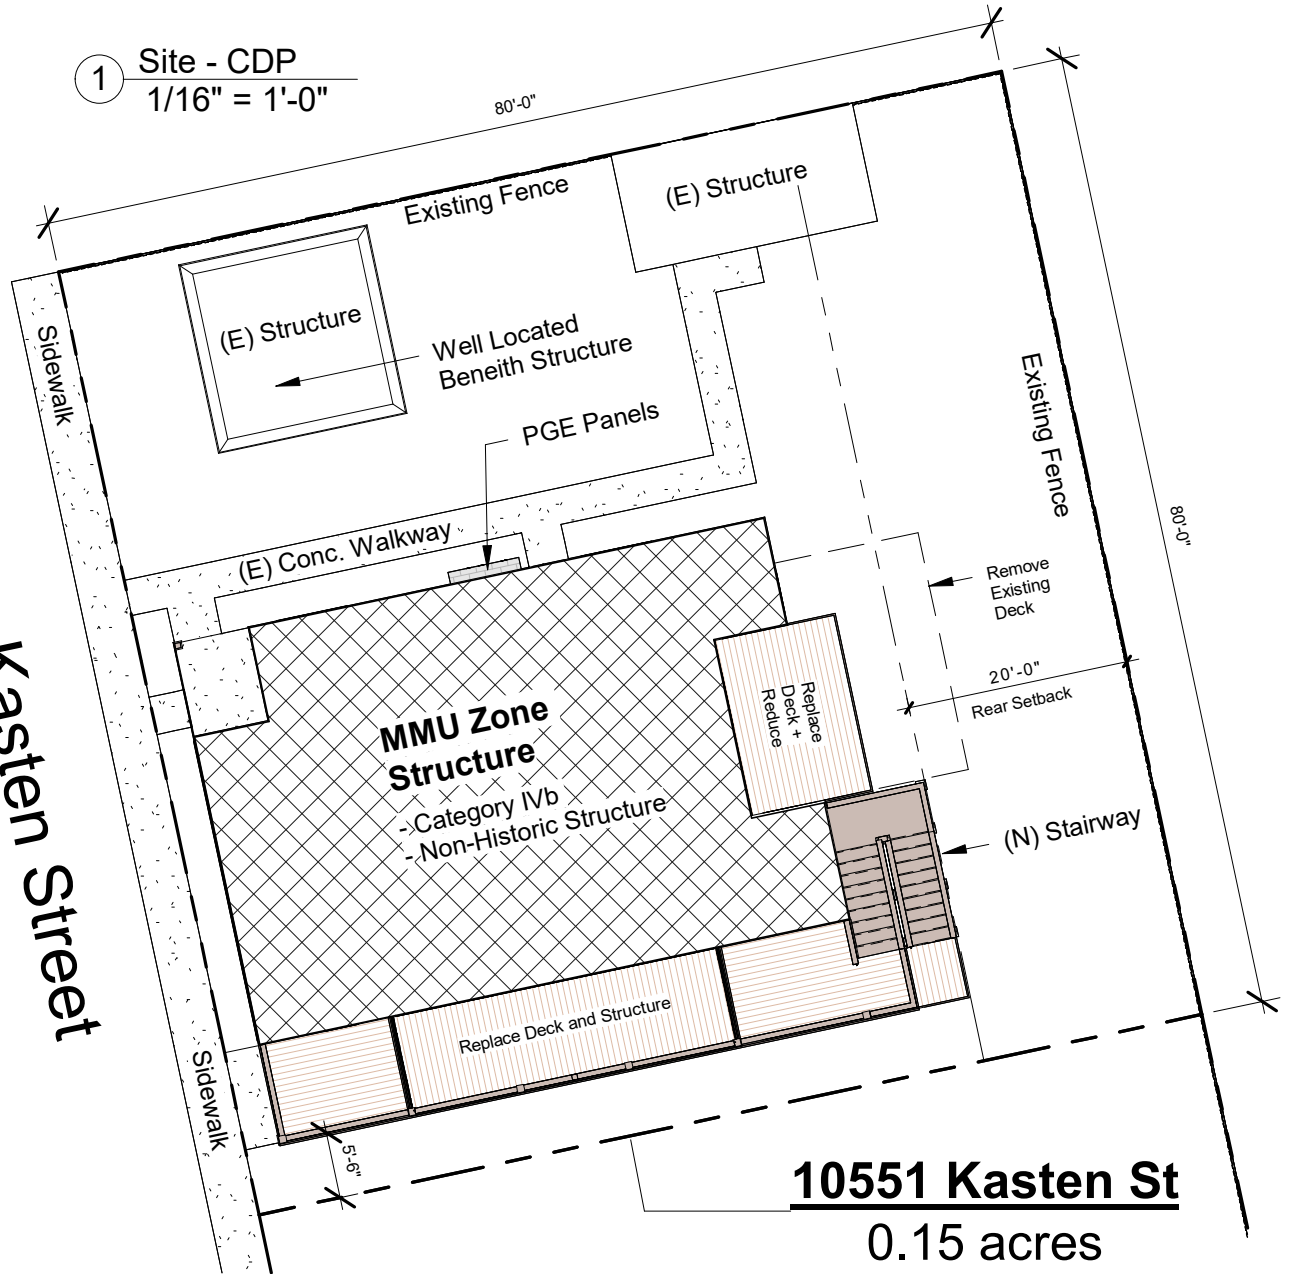 1
Site - CDP
1/16" = 1'-0"
80'-0"
Existing Fence
(E) Structure
(E) Structure
Sidewalk
Well Located
Beneith Structure
PGE Panels
Existing Fence
80'-0"
(E) Conc. Walkway
Remove
Existing
Deck
20'-0"
Rear Setback
Replace
Deck +
Reduce
Kasten Street
MMU Zone
Structure
- Category IVb
- Non-Historic Structure
(N) Stairway
Replace Deck and Structure
Sidewalk
5'-6"
10551 Kasten St
0.15 acres